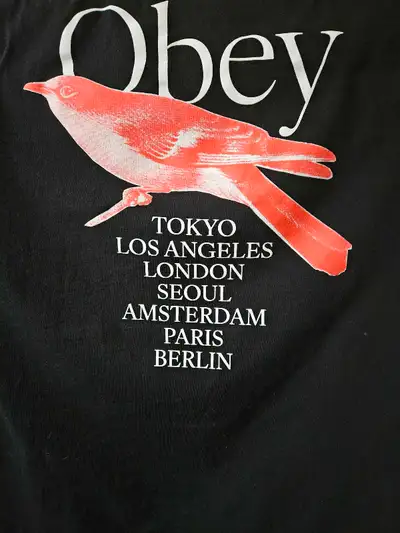 Obey
TOKYO
LOS ANGELES
LONDON
SEOUL
AMSTERDAM
PARIS
BERLIN